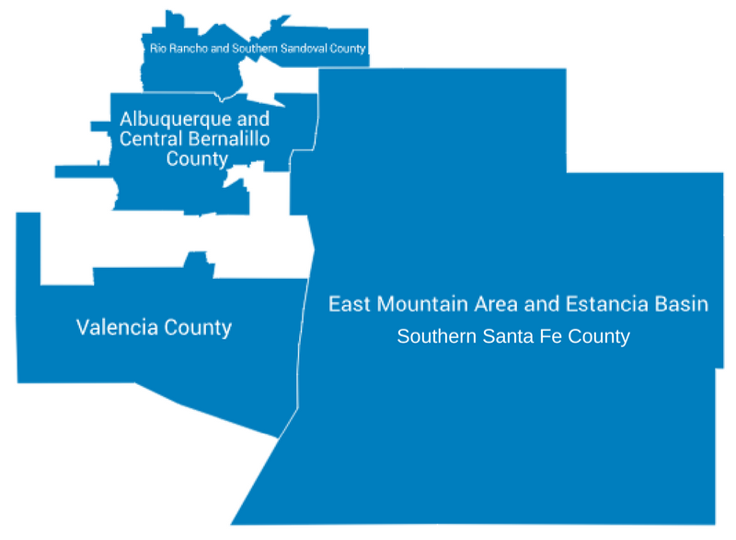 Rio Rancho and Southern Sandoval County
Albuquerque and
Central Bernalillo
County
East Mountain Area and Estancia Basin
Southern Santa Fe County
Valencia County